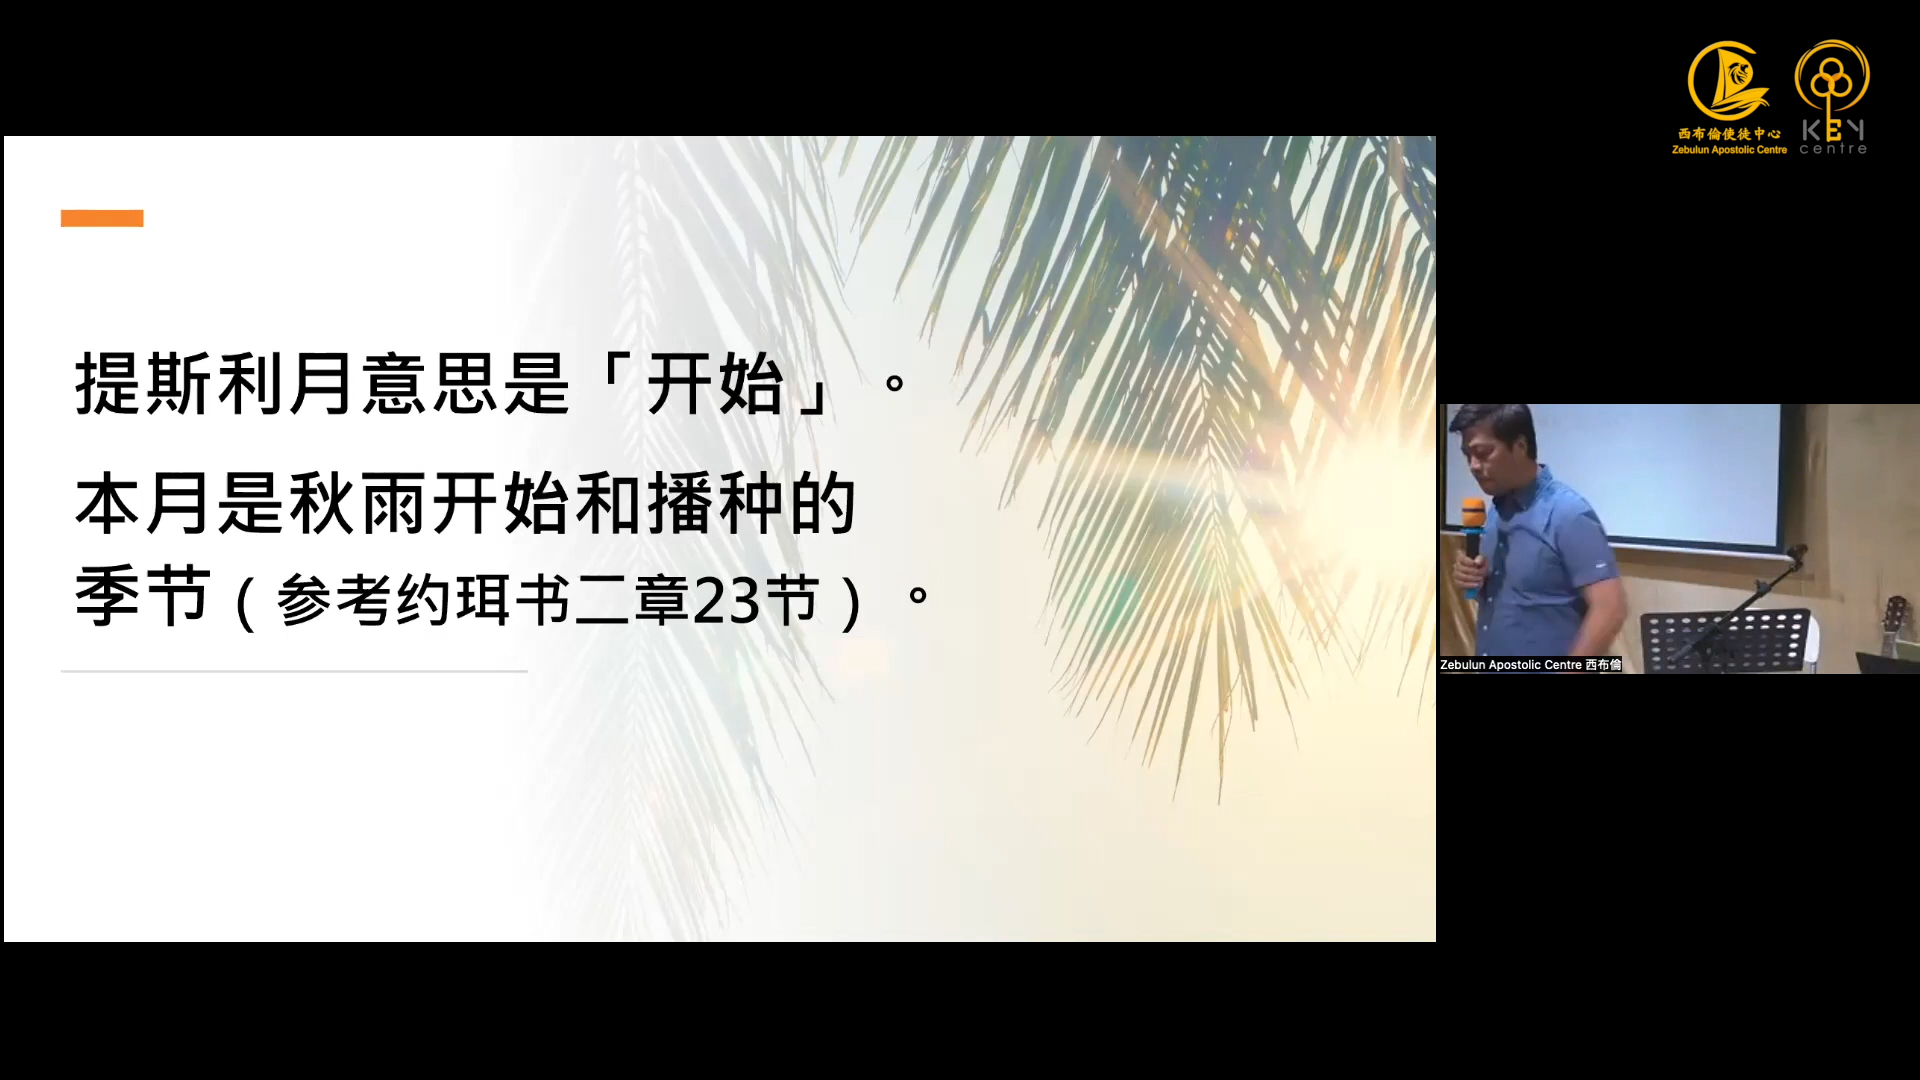 西布倫使徒中心
Zebulun Apostolic Centre
KEY
centre
提斯利月意思是「开始」。
本月是秋雨开始和播种的
季节（参考约珥书二章23节）。
Zebulun Apostolic Centre 西布倫